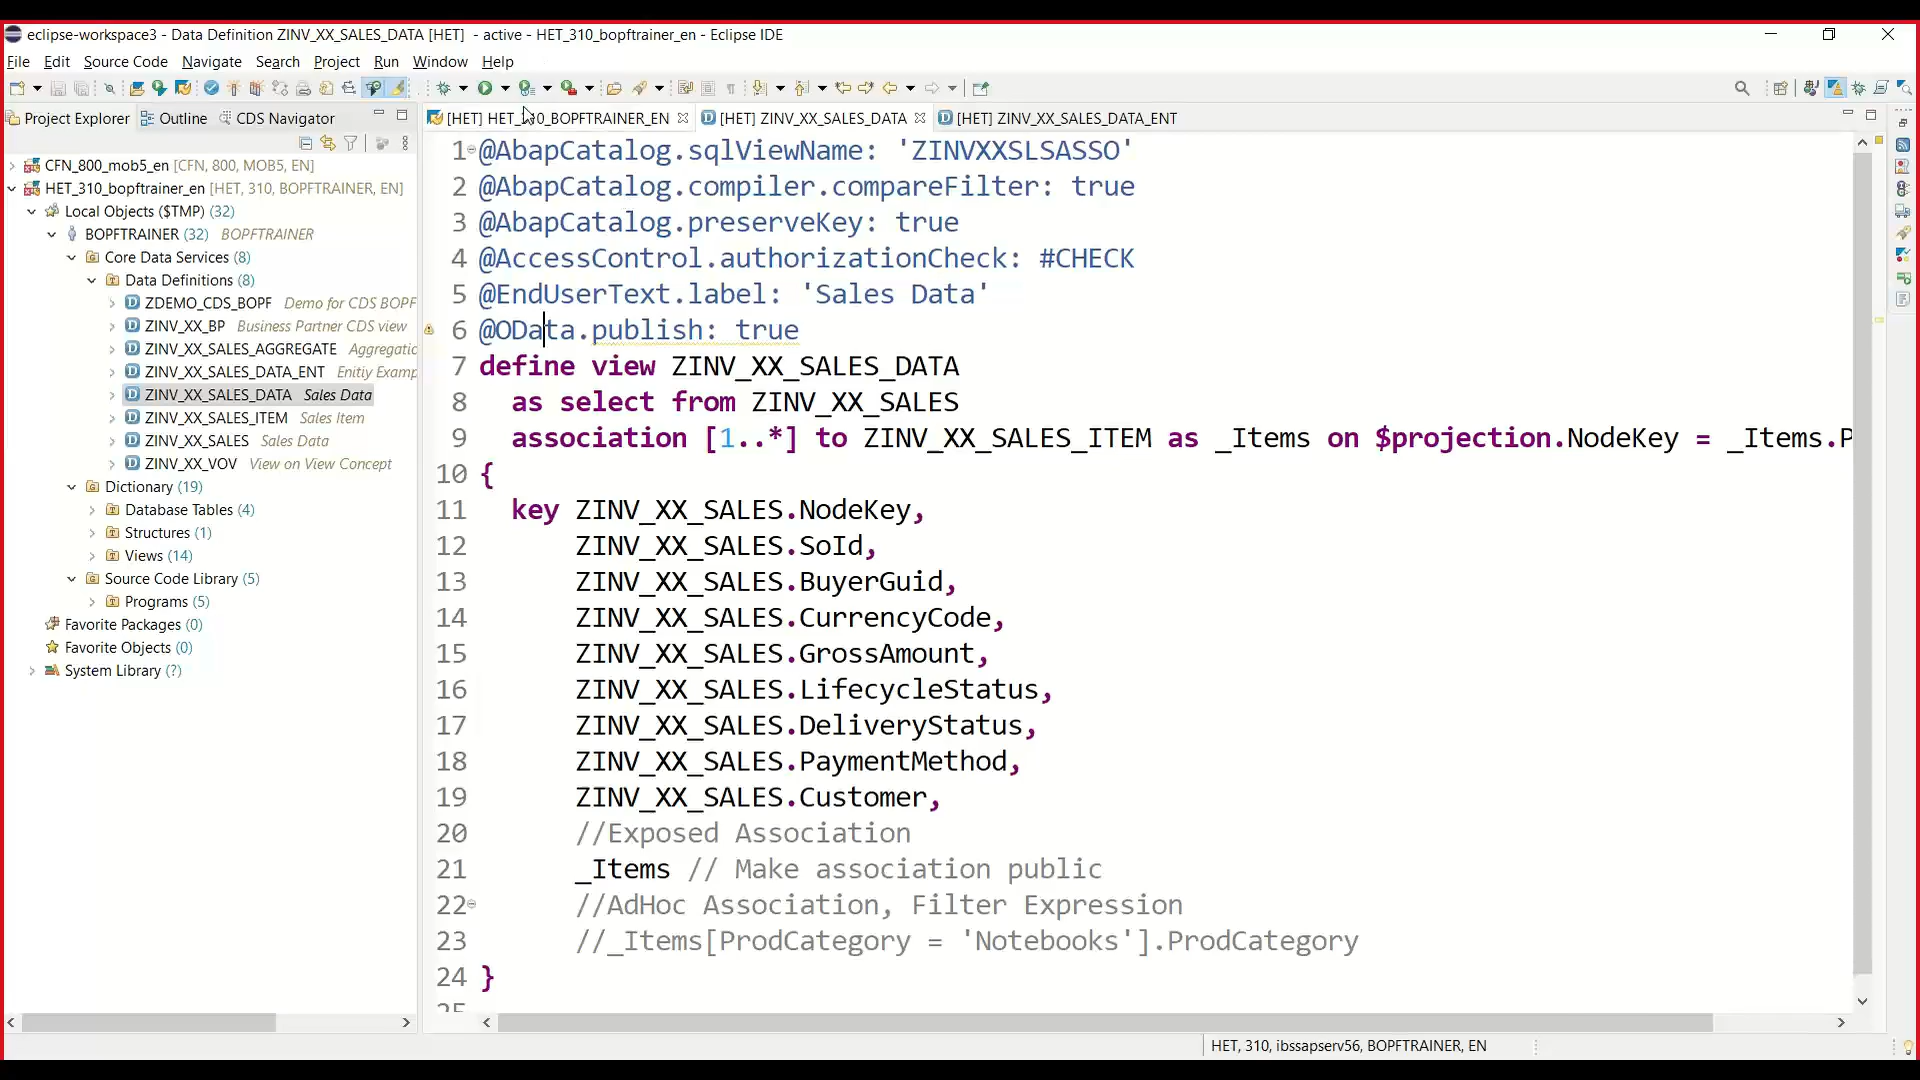 eclipse-workspace3 - Data Definition ZINV_XX_SALES_DATA [HET]  - active - HET_310_bopftrainer_en - Eclipse IDE
File Edit Source Code Navigate Search Project Run Window Help
Project Explorer Outline CDS Navigator
CFN_800_mob5_en [CFN, 800, MOB5, EN]
HET_310_bopftrainer_en [HET, 310, BOPFTRAINER, EN]
Local Objects ($TMP) (32)
BOPFTRAINER (32) BOPFTRAINER
Core Data Services (8)
Data Definitions (8)
ZDEMO_CDS_BOPF Demo for CDS BOPF
ZINV_XX_BP Business Partner CDS view
ZINV_XX_SALES_AGGREGATE Aggregatic
ZINV_XX_SALES_DATA_ENT Enitiy Examp
ZINV_XX_SALES_DATA Sales Data
ZINV_XX_SALES_ITEM Sales Item
ZINV_XX_SALES Sales Data
ZINV_XX_VOV View on View Concept
Dictionary (19)
Database Tables (4)
Structures (1)
Views (14)
Source Code Library (5)
Programs (5)
Favorite Packages (0)
Favorite Objects (0)
System Library (?)
[HET] HET_310_BOPFTRAINER_EN [HET] ZINV_XX_SALES_DATA [HET] ZINV_XX_SALES_DATA_ENT
1 @AbapCatalog.sqlViewName: 'ZINVXXSLSASSO'
2 @AbapCatalog.compiler.compareFilter: true
3 @AbapCatalog.preserveKey: true
4 @AccessControl.authorizationCheck: #CHECK
5 @EndUserText.label: 'Sales Data'
6 @OData.publish: true
7 define view ZINV_XX_SALES_DATA
8 as select from ZINV_XX_SALES
9 association [1..*] to ZINV_XX_SALES_ITEM as _Items on $projection.NodeKey = _Items.P
10 {
11 key ZINV_XX_SALES.NodeKey,
12 ZINV_XX_SALES.SoId,
13 ZINV_XX_SALES.BuyerGuid,
14 ZINV_XX_SALES.CurrencyCode,
15 ZINV_XX_SALES.GrossAmount,
16 ZINV_XX_SALES.LifecycleStatus,
17 ZINV_XX_SALES.DeliveryStatus,
18 ZINV_XX_SALES.PaymentMethod,
19 ZINV_XX_SALES.Customer,
20 //Exposed Association
21 _Items // Make association public
22 //AdHoc Association, Filter Expression
23 //_Items[ProdCategory = 'Notebooks'].ProdCategory
24 }
25
HET, 310, ibssapserv56, BOPFTRAINER, EN